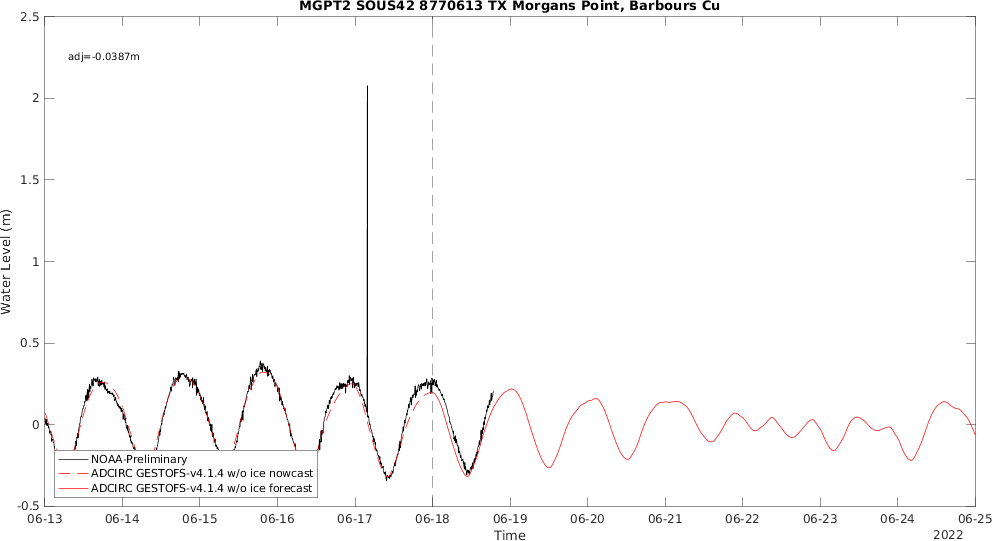 MGPT2 SOUS42 8770613 TX Morgans Point, Barbours Cu
adj=-0.0387m
2.5
2
1.5
1
0.5
0
-0.5
Water Level (m)
NOAA-Preliminary
ADCIRC GESTOFS-v4.1.4 w/o ice nowcast
ADCIRC GESTOFS-v4.1.4 w/o ice forecast
06-13 06-14 06-15 06-16 06-17 06-18 06-19 06-20 06-21 06-22 06-23 06-24 06-25
Time
2022